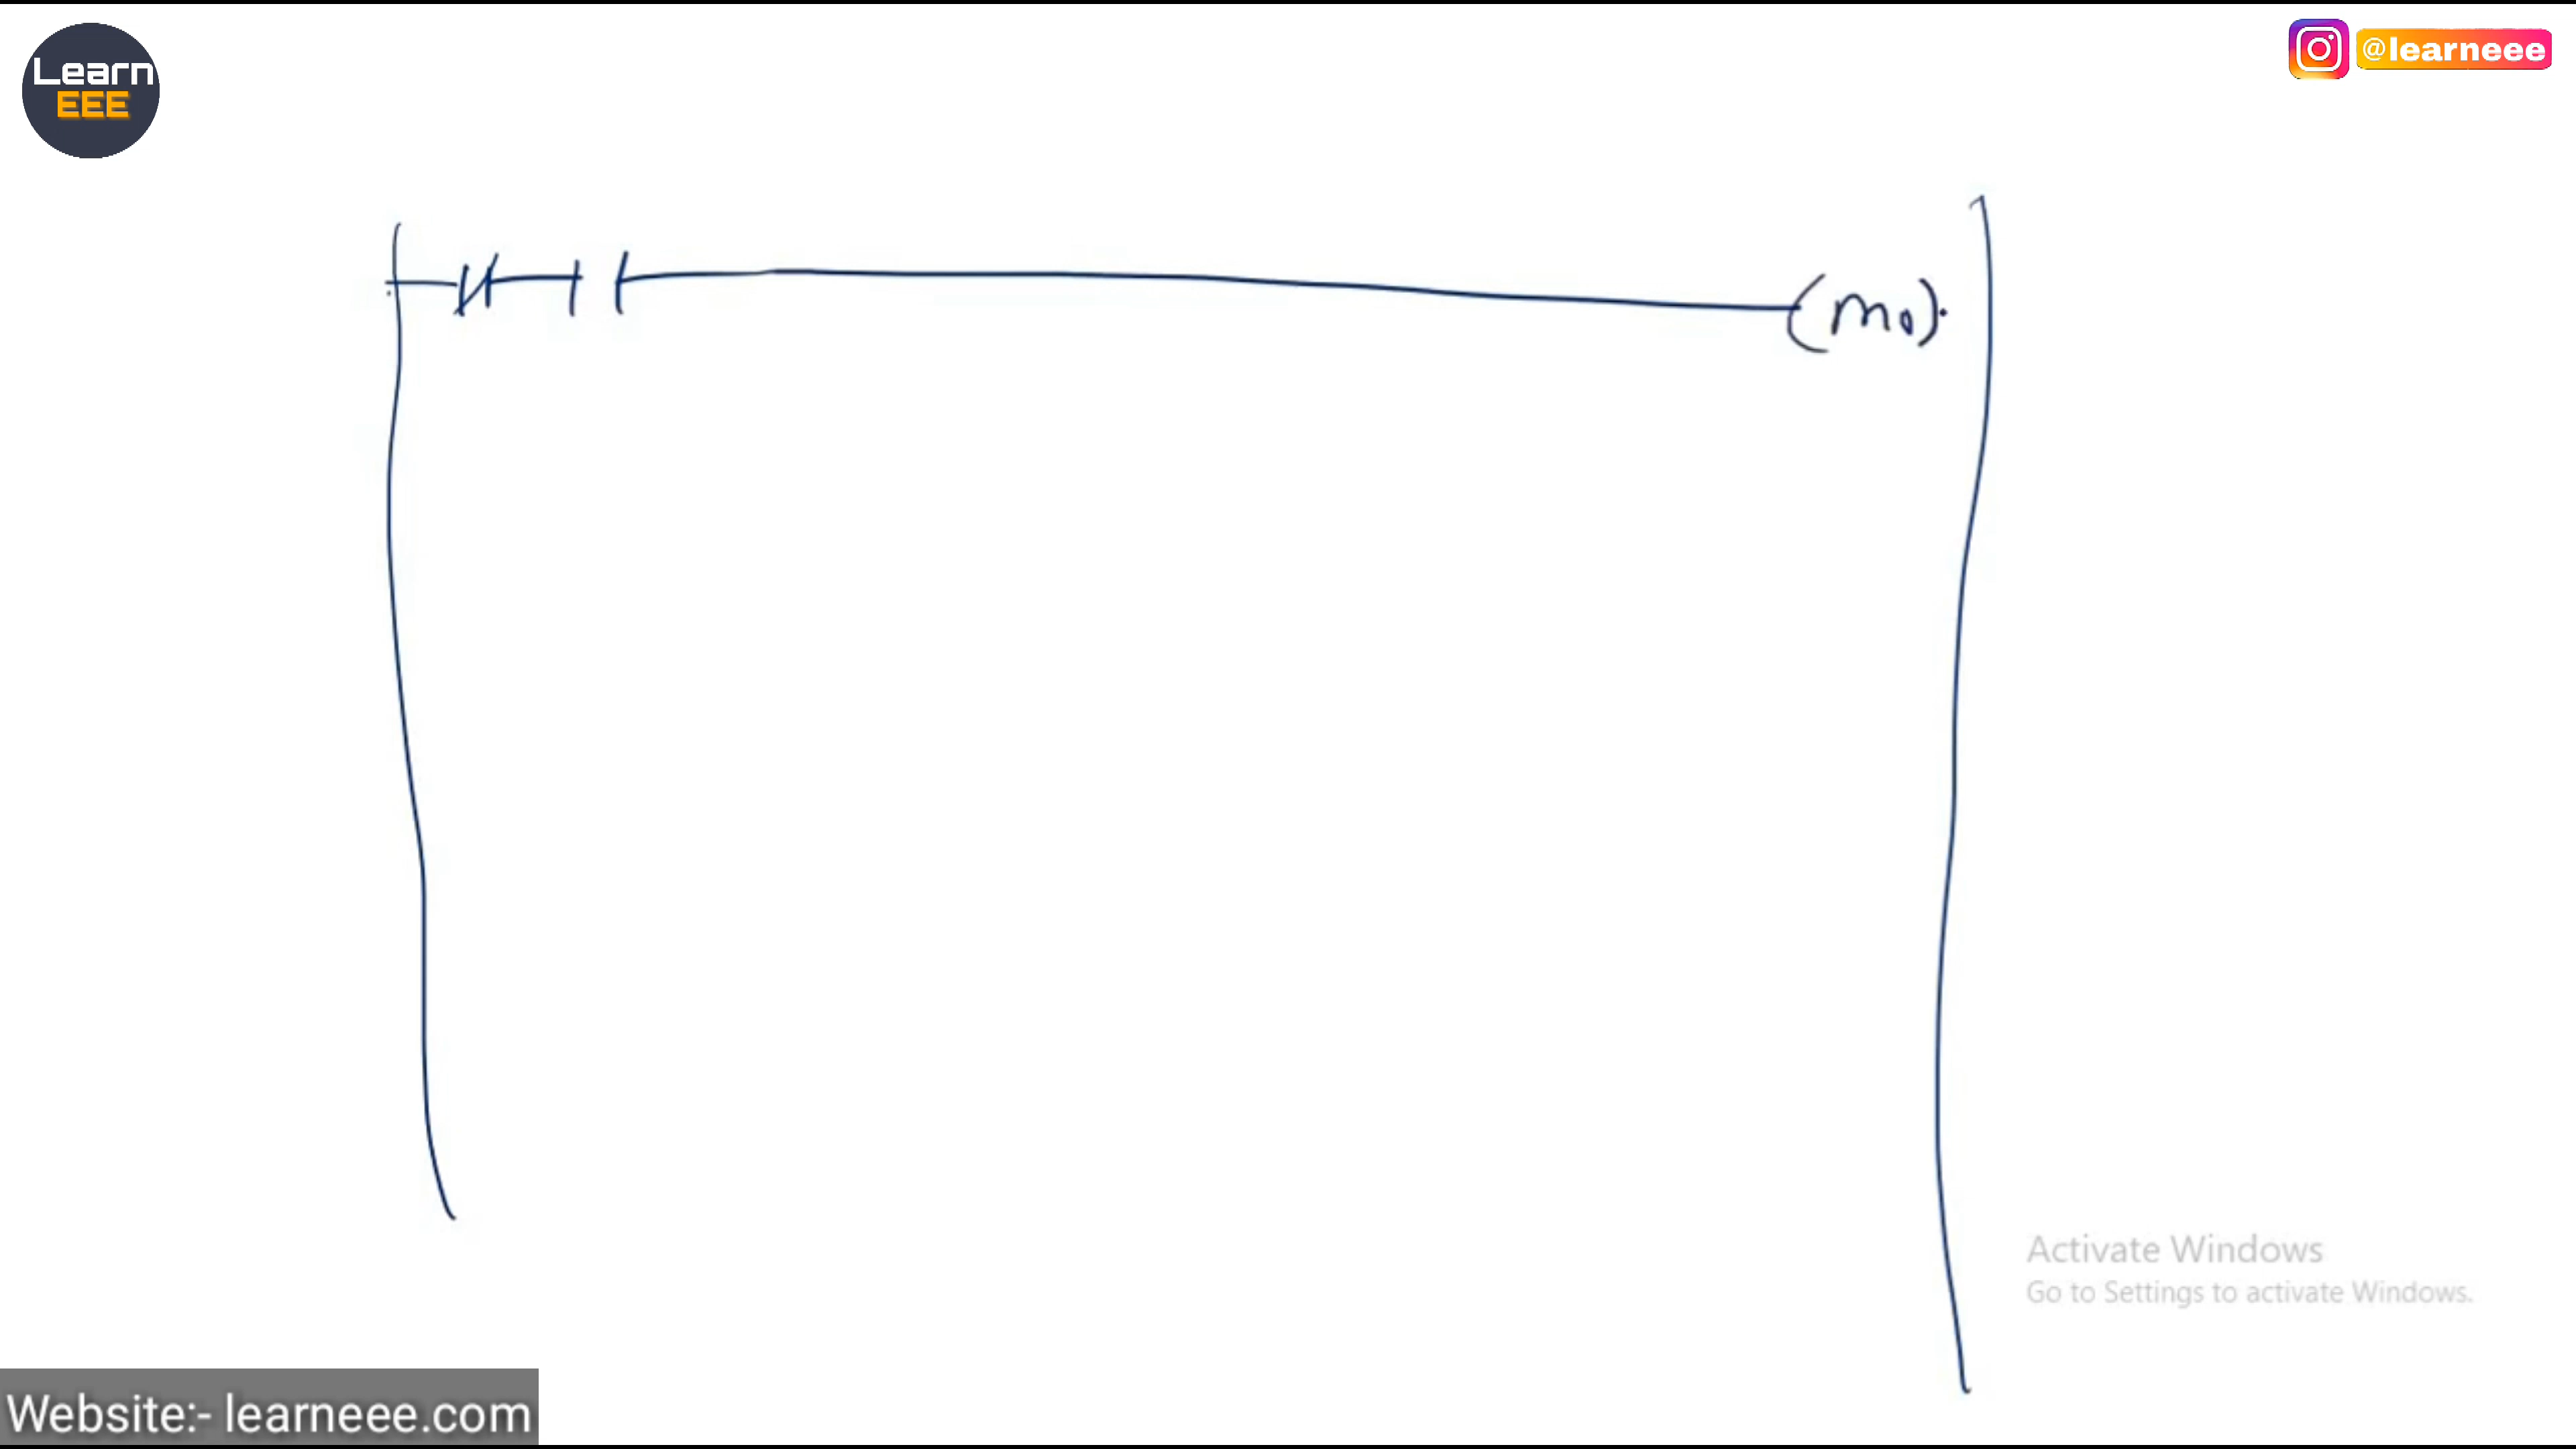 Learn
EEE
@learneee
(m0).
Activate Windows
Go to Settings to activate Windows.
Website:- learneee.com